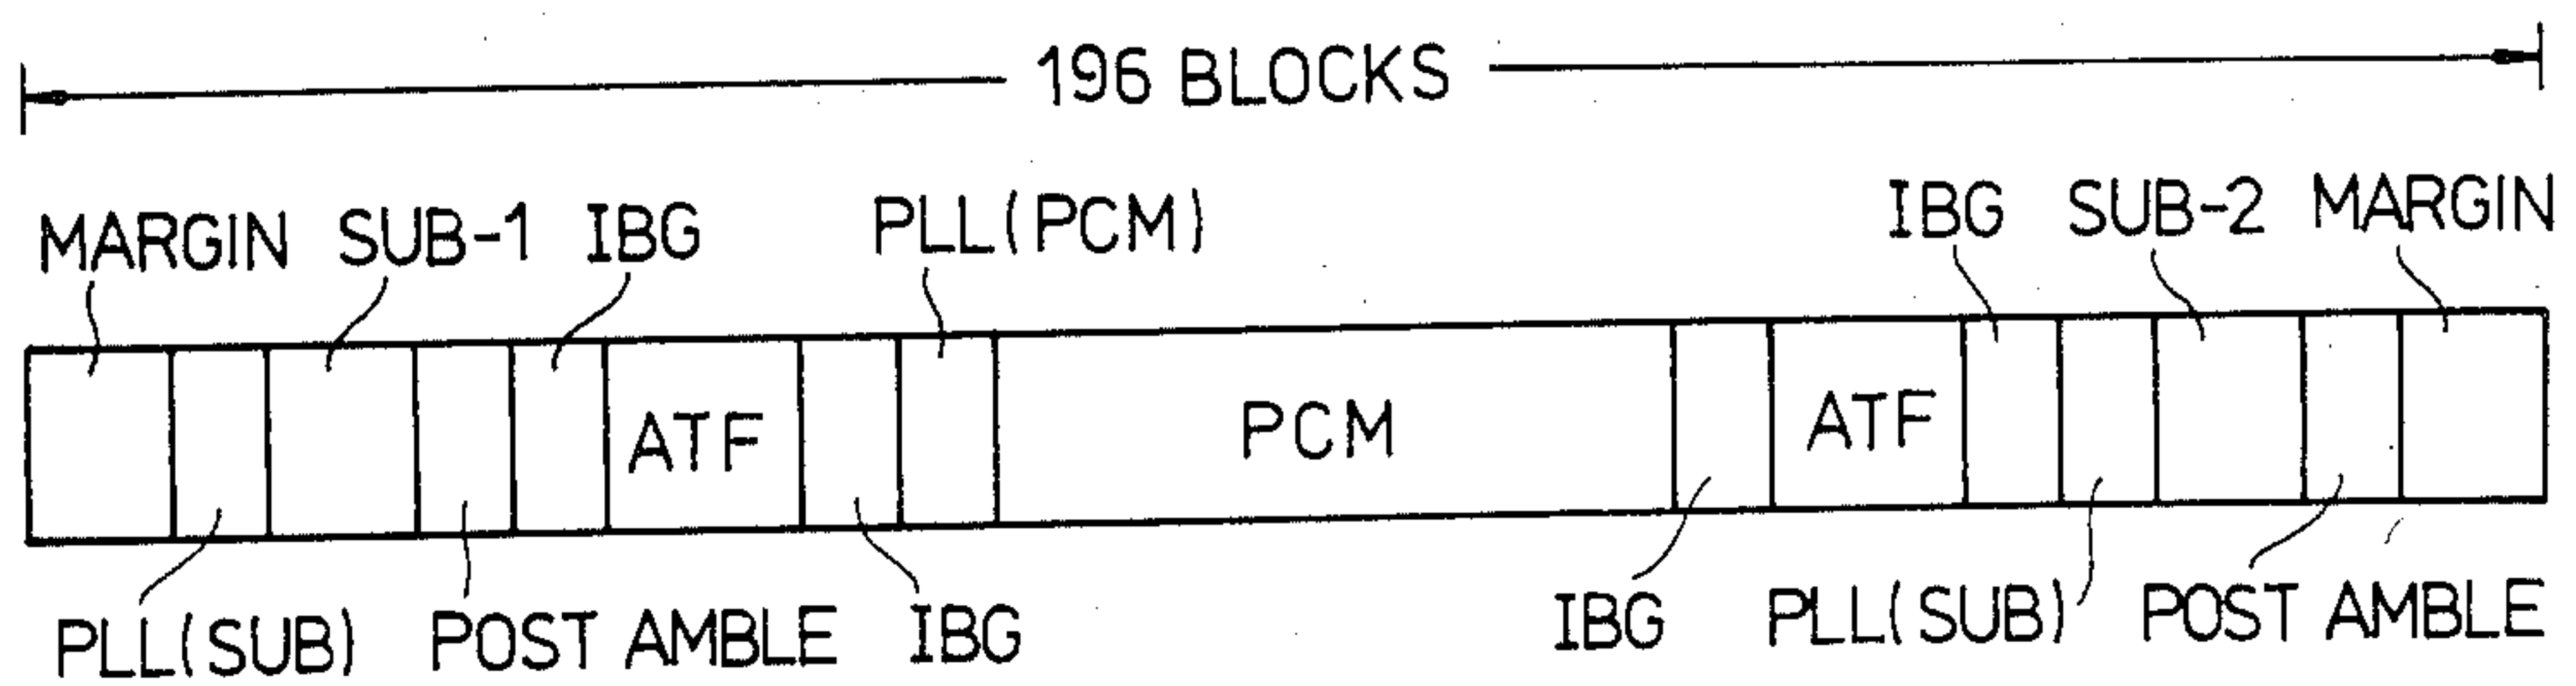 196 BLOCKS
MARGIN SUB-1 IBG PLL(PCM) IBG SUB-2 MARGIN
ATF PCM ATF
PLL(SUB) POST AMBLE IBG IBG PLL(SUB) POST AMBLE